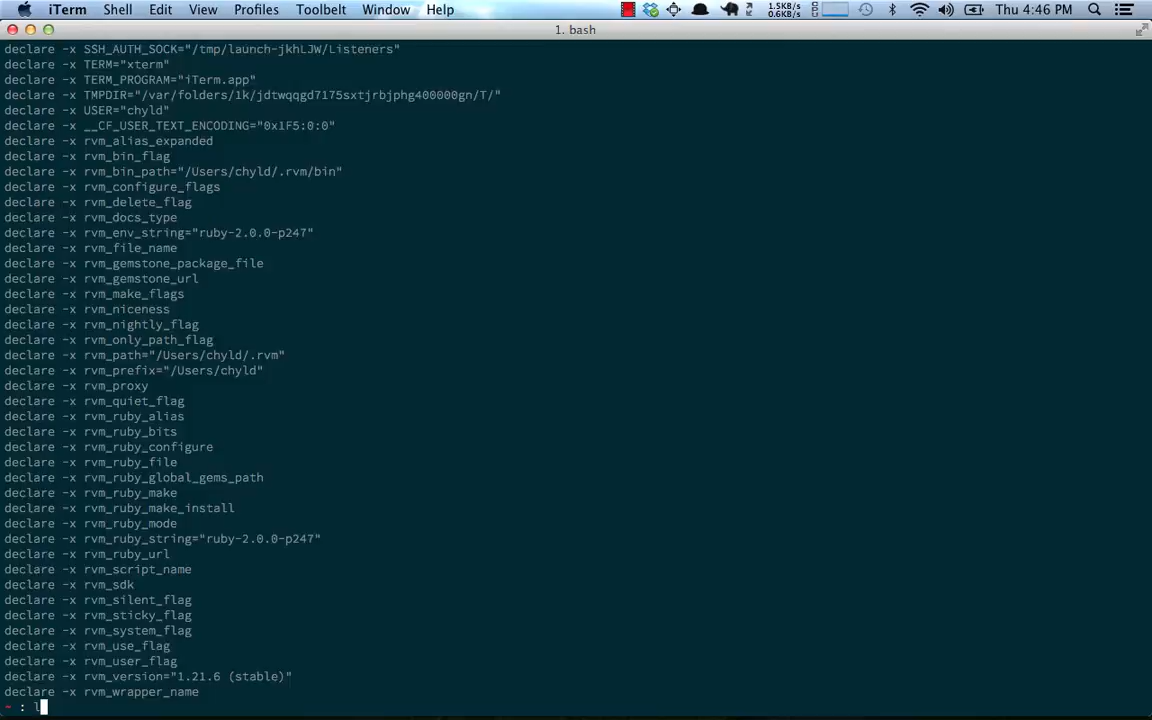 iTerm Shell Edit View Profiles Toolbelt Window Help 1.5KB/s 0.6KB/s Thu 4:46 PM
1. bash
declare -x SSH_AUTH_SOCK="/tmp/launch-jkhLJW/Listeners"
declare -x TERM="xterm"
declare -x TERM_PROGRAM="iTerm.app"
declare -x TMPDIR="/var/folders/1k/jdtwqqgd7175sxtjrbjphg400000gn/T/"
declare -x USER="chyld"
declare -x __CF_USER_TEXT_ENCODING="0x1F5:0:0"
declare -x rvm_alias_expanded
declare -x rvm_bin_flag
declare -x rvm_bin_path="/Users/chyld/.rvm/bin"
declare -x rvm_configure_flags
declare -x rvm_delete_flag
declare -x rvm_docs_type
declare -x rvm_env_string="ruby-2.0.0-p247"
declare -x rvm_file_name
declare -x rvm_gemstone_package_file
declare -x rvm_gemstone_url
declare -x rvm_make_flags
declare -x rvm_niceness
declare -x rvm_nightly_flag
declare -x rvm_only_path_flag
declare -x rvm_path="/Users/chyld/.rvm"
declare -x rvm_prefix="/Users/chyld"
declare -x rvm_proxy
declare -x rvm_quiet_flag
declare -x rvm_ruby_alias
declare -x rvm_ruby_bits
declare -x rvm_ruby_configure
declare -x rvm_ruby_file
declare -x rvm_ruby_global_gems_path
declare -x rvm_ruby_make
declare -x rvm_ruby_make_install
declare -x rvm_ruby_mode
declare -x rvm_ruby_string="ruby-2.0.0-p247"
declare -x rvm_ruby_url
declare -x rvm_script_name
declare -x rvm_sdk
declare -x rvm_silent_flag
declare -x rvm_sticky_flag
declare -x rvm_system_flag
declare -x rvm_use_flag
declare -x rvm_user_flag
declare -x rvm_version="1.21.6 (stable)"
declare -x rvm_wrapper_name
~ : l